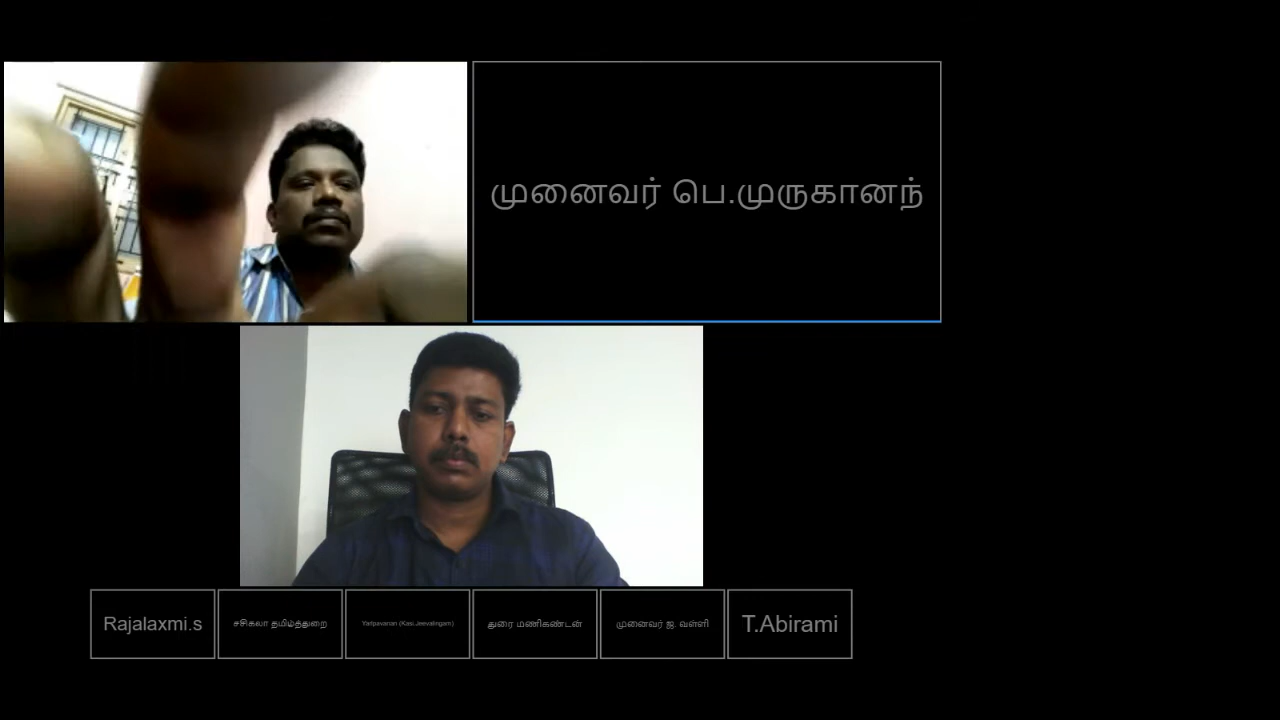 முனைவர் பெ.முருகானந்
Rajalaxmi.s
சசிகலா தமிழ்த்துறை
Yarlpavanan (Kasi.Jeevalingam)
துரை மணிகண்டன்
முனைவர் ஜ. வள்ளி
T.Abirami